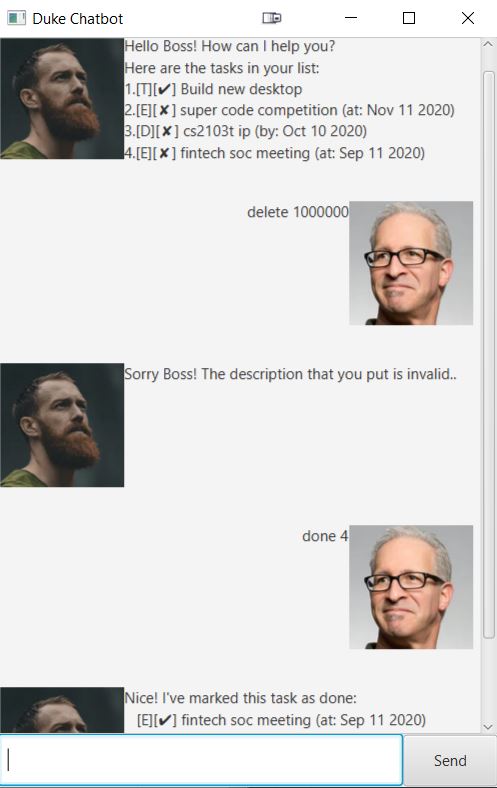 Duke Chatbot
Hello Boss! How can I help you?
Here are the tasks in your list:
1.[T][✔] Build new desktop
2.[E][✘] super code competition (at: Nov 11 2020)
3.[D][✘] cs2103t ip (by: Oct 10 2020)
4.[E][✘] fintech soc meeting (at: Sep 11 2020)
delete 1000000
Sorry Boss! The description that you put is invalid..
done 4
Nice! I've marked this task as done:
[E][✔] fintech soc meeting (at: Sep 11 2020)
Send